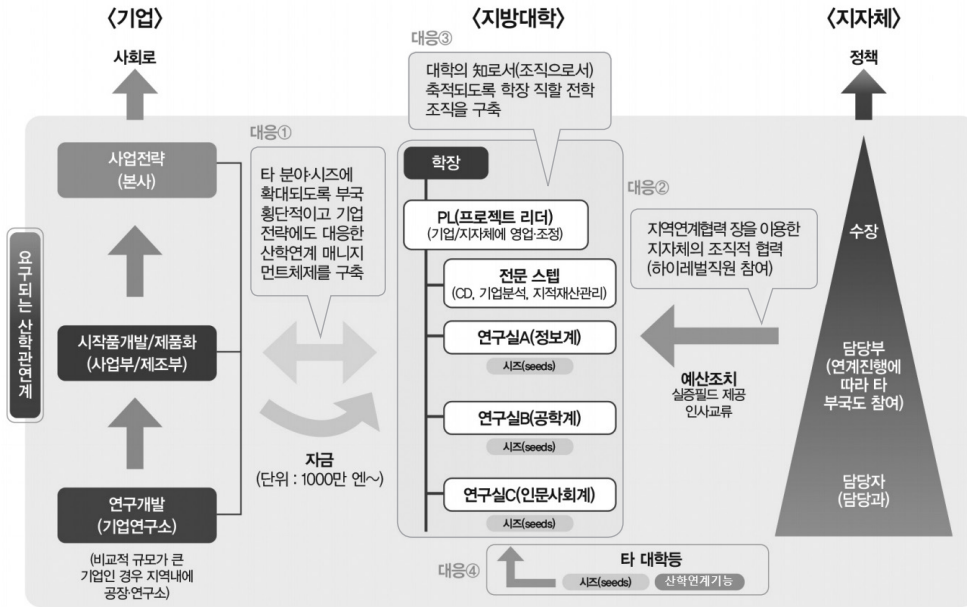 〈기업〉
사회로
사업전략
(본사)
시작품개발/제품화
(사업부/제조부)
연구개발
(기업연구소)
(비교적 규모가 큰
기업인 경우 지역내에
공장·연구소)
요구되는 산학관연계
대응①
타 분야·시즈에
확대되도록 부국
횡단적이고 기업
전략에도 대응한
산학연계 매니지
먼트체제를 구축
자금
(단위 : 1000만 엔～)
〈지방대학〉
대응③
대학의 知로서(조직으로서)
축적되도록 학장 직할 전학
조직을 구축
학장
PL(프로젝트 리더)
(기업/지자체에 영업·조정)
전문 스텝
(CD, 기업분석, 지적재산관리)
연구실A(정보계)
시즈(seeds)
연구실B(공학계)
시즈(seeds)
연구실C(인문사회계)
시즈(seeds)
대응④
타 대학등
시즈(seeds)
산학연계기능
대응②
지역연계협력 장을 이용한
지자체의 조직적 협력
(하이레벌직원 참여)
예산조치
실증필드 제공
인사교류
〈지자체〉
정책
수장
담당부
(연계진행에
따라 타
부국도 참여)
담당자
(담당과)